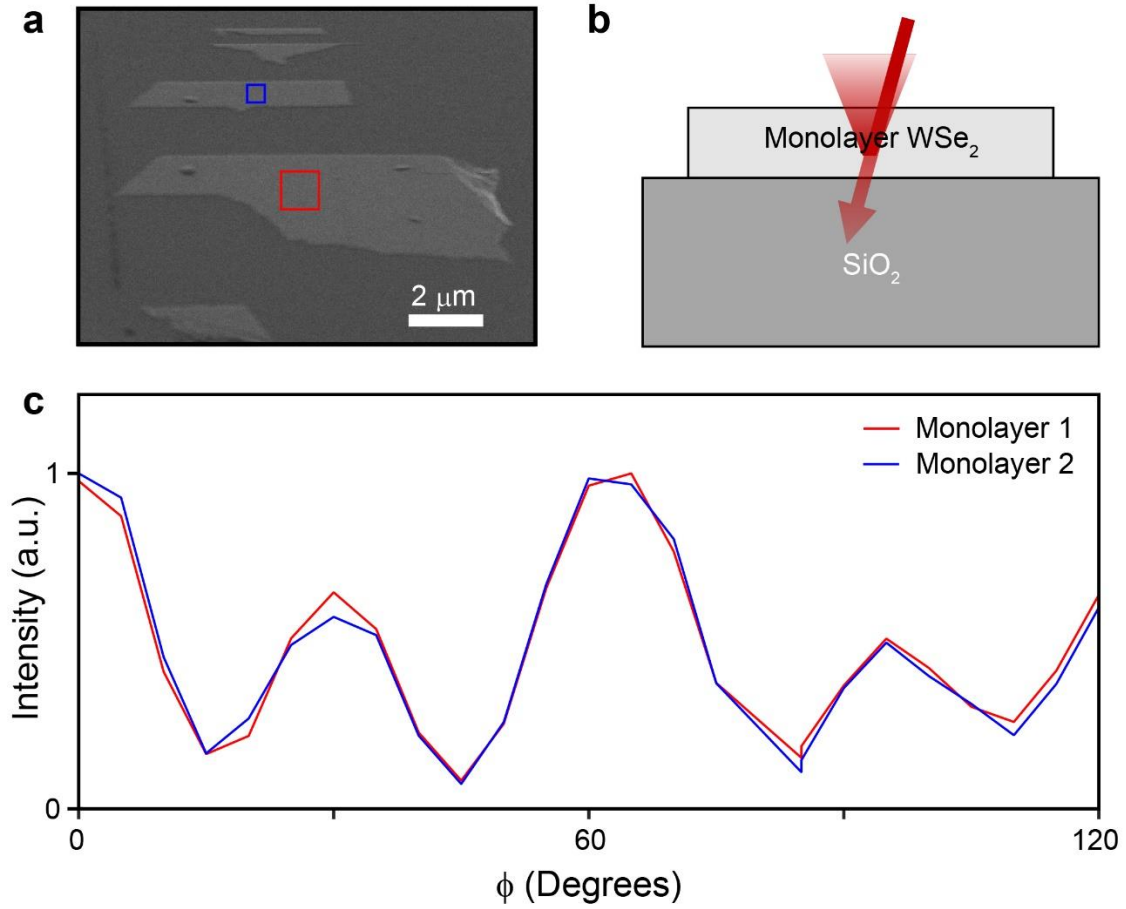 a
2 μm
b
Monolayer WSe₂
SiO₂
c
Monolayer 1
Monolayer 2
Intensity (a.u.)
1
0
0
60
120
ϕ (Degrees)